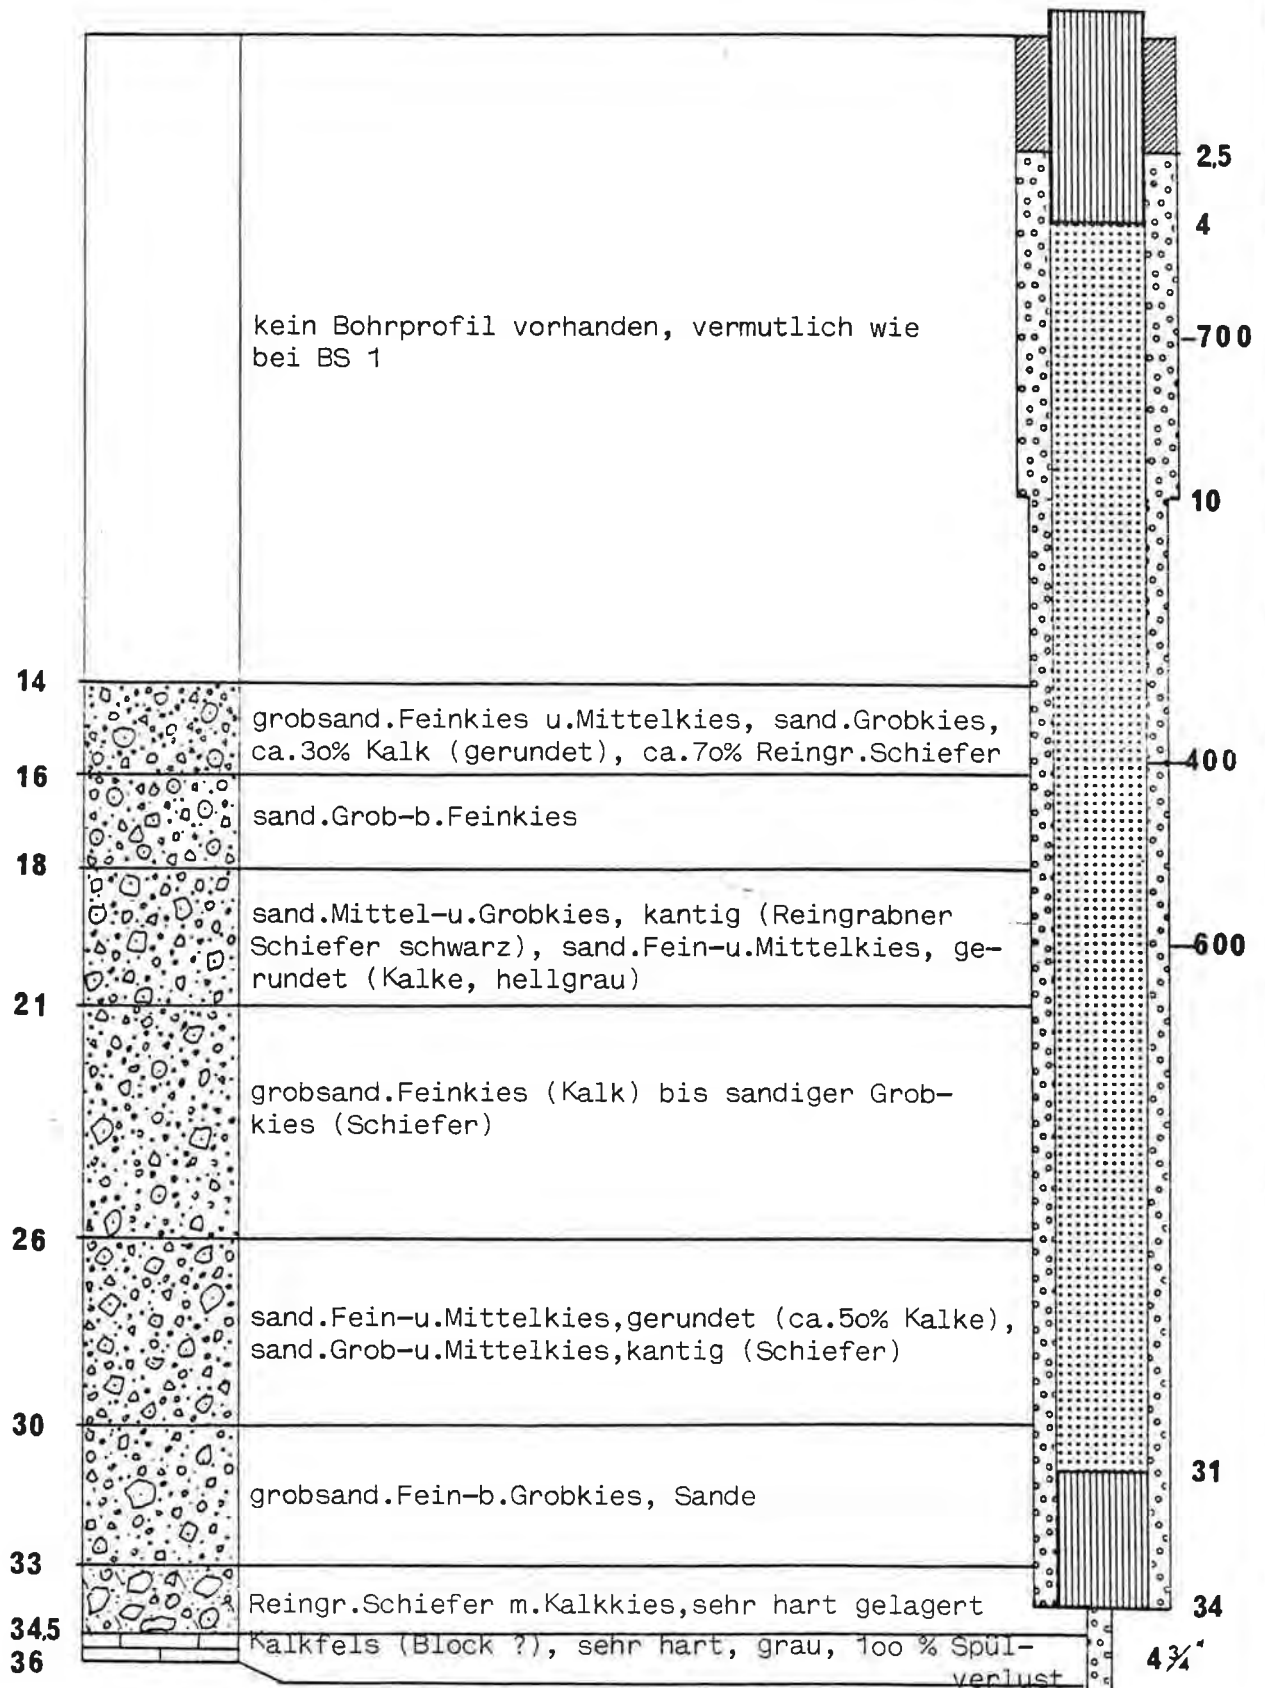 2,5
4
kein Bohrprofil vorhanden, vermutlich wie
bei BS 1
700
10
14
grobsand.Feinkies u.Mittelkies, sand.Grobkies,
ca.3o% Kalk (gerundet), ca.7o% Reingr.Schiefer
400
16
sand.Grob-b.Feinkies
18
sand.Mittel-u.Grobkies, kantig (Reingrabner
Schiefer schwarz), sand.Fein-u.Mittelkies, ge-
rundet (Kalke, hellgrau)
600
21
grobsand.Feinkies (Kalk) bis sandiger Grob-
kies (Schiefer)
26
sand.Fein-u.Mittelkies,gerundet (ca.5o% Kalke),
sand.Grob-u.Mittelkies,kantig (Schiefer)
30
31
grobsand.Fein-b.Grobkies, Sande
33
Reingr.Schiefer m.Kalkkies,sehr hart gelagert
34
34,5
Kalkfels (Block ?), sehr hart, grau, 1oo % Spül-
verlust
36
4 3/4"